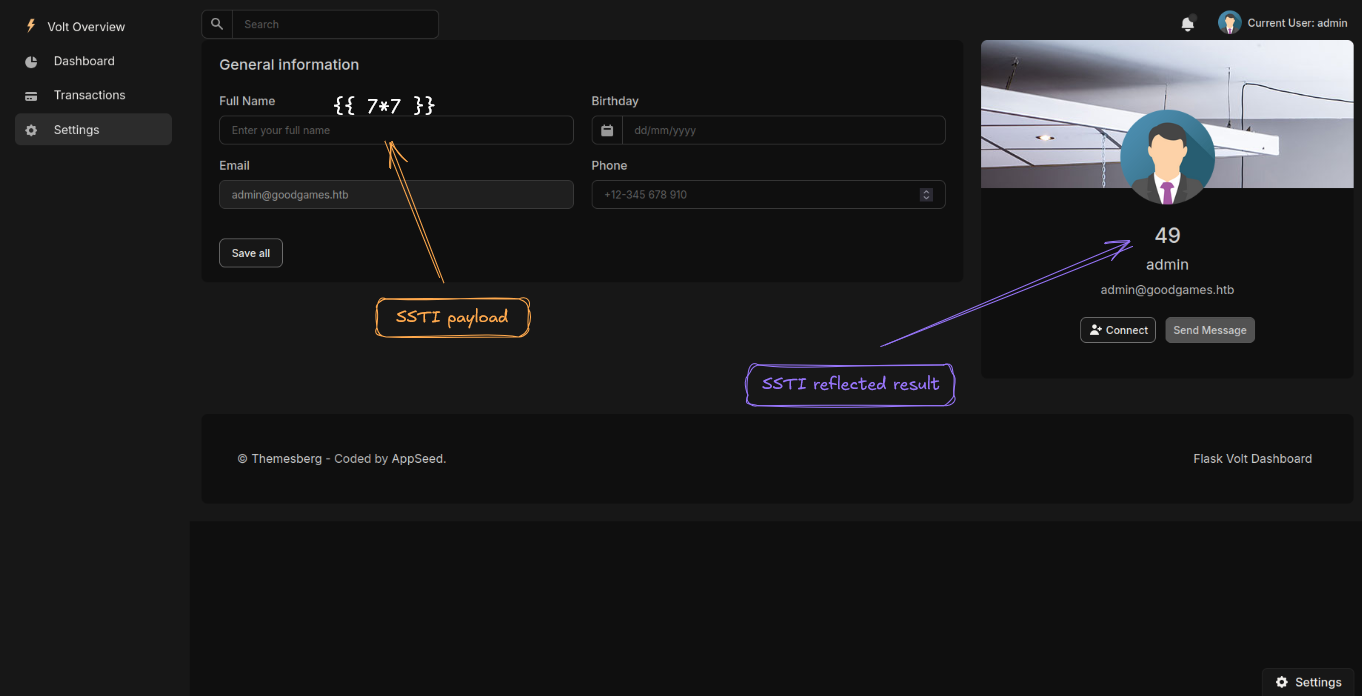 Volt Overview
Dashboard
Transactions
Settings
Search
Current User: admin
General information
Full Name
{{ 7*7 }}
Enter your full name
Birthday
dd/mm/yyyy
Email
admin@goodgames.htb
Phone
+12-345 678 910
Save all
SSTI payload
49
admin
admin@goodgames.htb
Connect
Send Message
SSTI reflected result
© Themesberg - Coded by AppSeed.
Flask Volt Dashboard
Settings